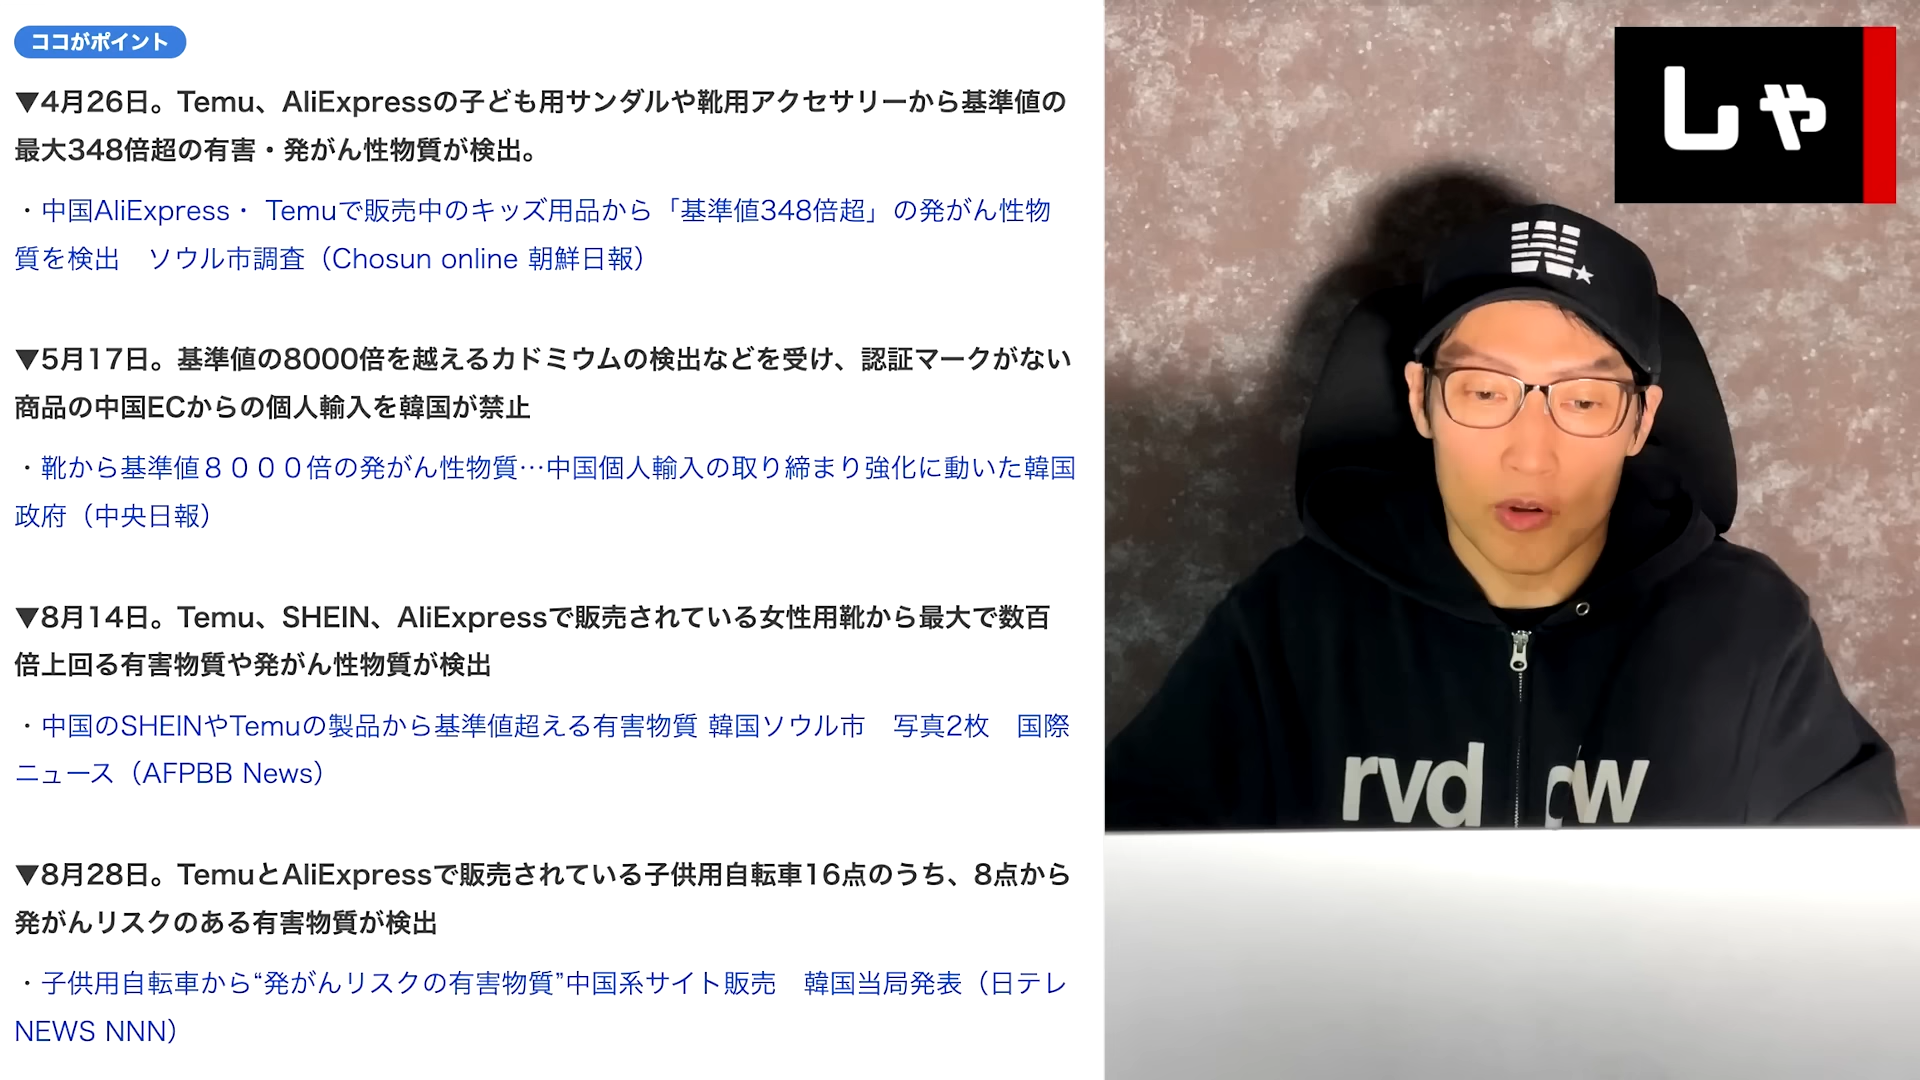 ココがポイント
▼4月26日。Temu、AliExpressの子ども用サンダルや靴用アクセサリーから基準値の
最大348倍超の有害・発がん性物質が検出。
・中国AliExpress・ Temuで販売中のキッズ用品から「基準値348倍超」の発がん性物
質を検出　ソウル市調査（Chosun online 朝鮮日報）
▼5月17日。基準値の8000倍を越えるカドミウムの検出などを受け、認証マークがない
商品の中国ECからの個人輸入を韓国が禁止
・靴から基準値８０００倍の発がん性物質…中国個人輸入の取り締まり強化に動いた韓国
政府（中央日報）
▼8月14日。Temu、SHEIN、AliExpressで販売されている女性用靴から最大で数百
倍上回る有害物質や発がん性物質が検出
・中国のSHEINやTemuの製品から基準値超える有害物質 韓国ソウル市　写真2枚　国際
ニュース（AFPBB News）
▼8月28日。TemuとAliExpressで販売されている子供用自転車16点のうち、8点から
発がんリスクのある有害物質が検出
・子供用自転車から“発がんリスクの有害物質”中国系サイト販売　韓国当局発表（日テレ
NEWS NNN）
しゃ
W
rvd